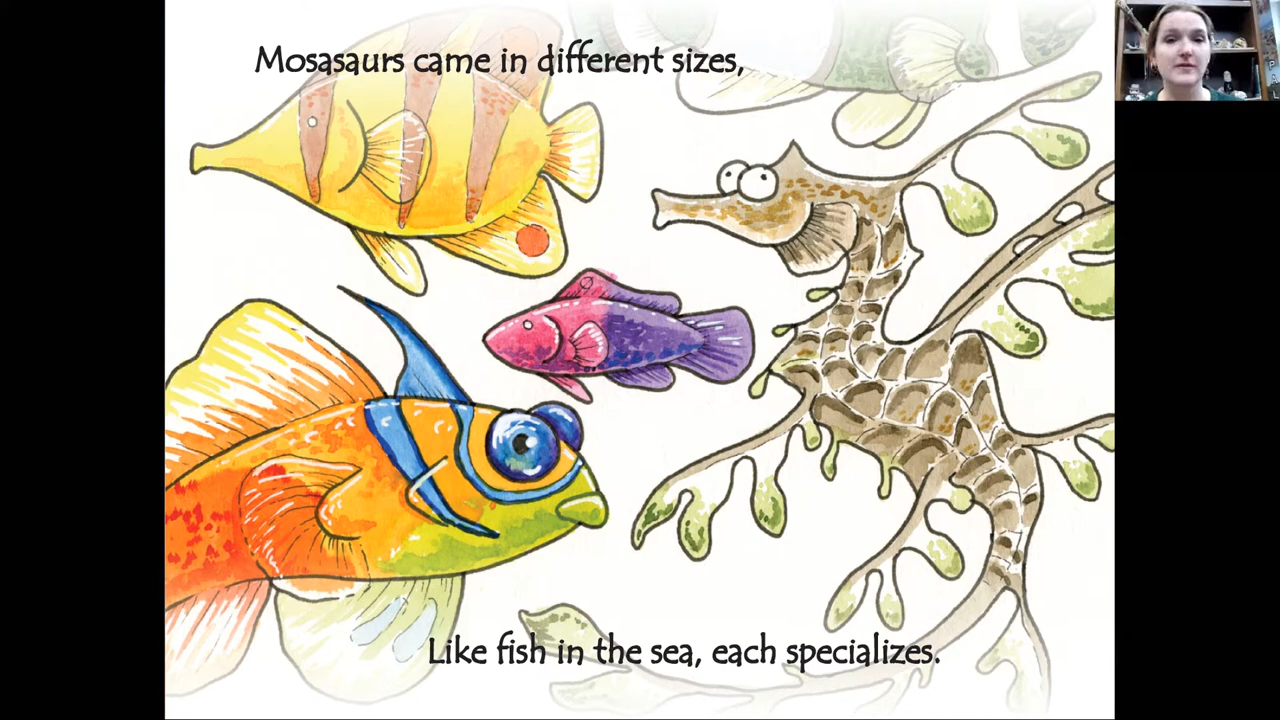 Mosasaurs came in different sizes,
Like fish in the sea, each specializes.